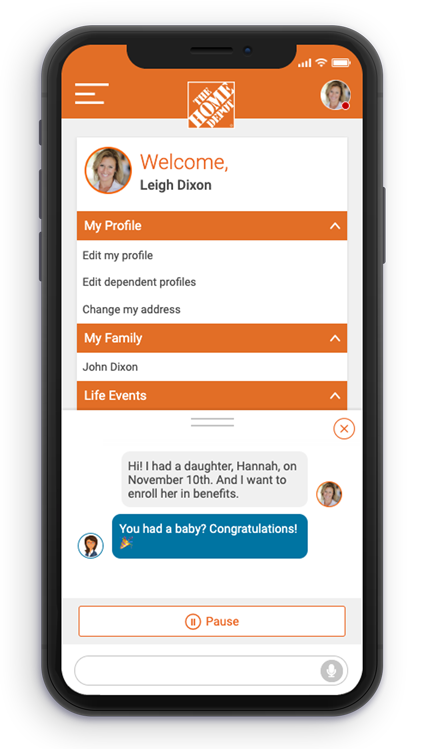 THE
HOME
DEPOT
Welcome,
Leigh Dixon
My Profile
Edit my profile
Edit dependent profiles
Change my address
My Family
John Dixon
Life Events
Hi! I had a daughter, Hannah, on
November 10th. And I want to
enroll her in benefits.
You had a baby? Congratulations!
🎉
Pause